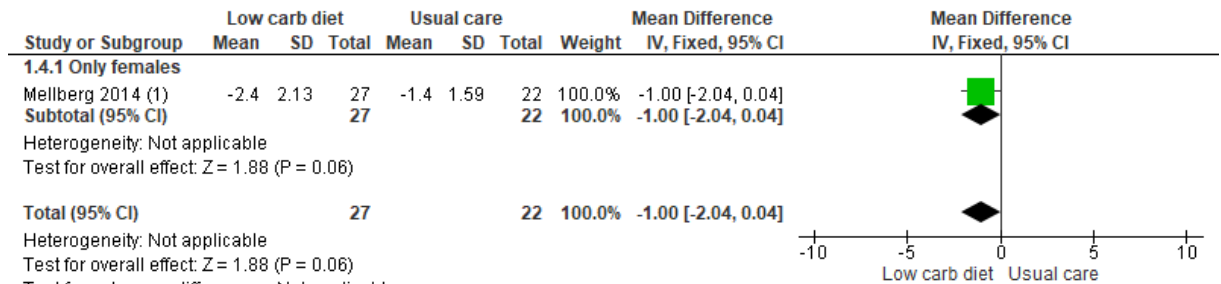 Low carb diet Usual care Mean Difference Mean Difference
Study or Subgroup Mean SD Total Mean SD Total Weight IV, Fixed, 95% CI IV, Fixed, 95% CI
1.4.1 Only females
Mellberg 2014 (1) -2.4 2.13 27 -1.4 1.59 22 100.0% -1.00 [-2.04, 0.04]
Subtotal (95% CI) 27 22 100.0% -1.00 [-2.04, 0.04]
Heterogeneity: Not applicable
Test for overall effect: Z = 1.88 (P = 0.06)
Total (95% CI) 27 22 100.0% -1.00 [-2.04, 0.04]
Heterogeneity: Not applicable
Test for overall effect: Z = 1.88 (P = 0.06)
-10 -5 0 5 10
Low carb diet Usual care